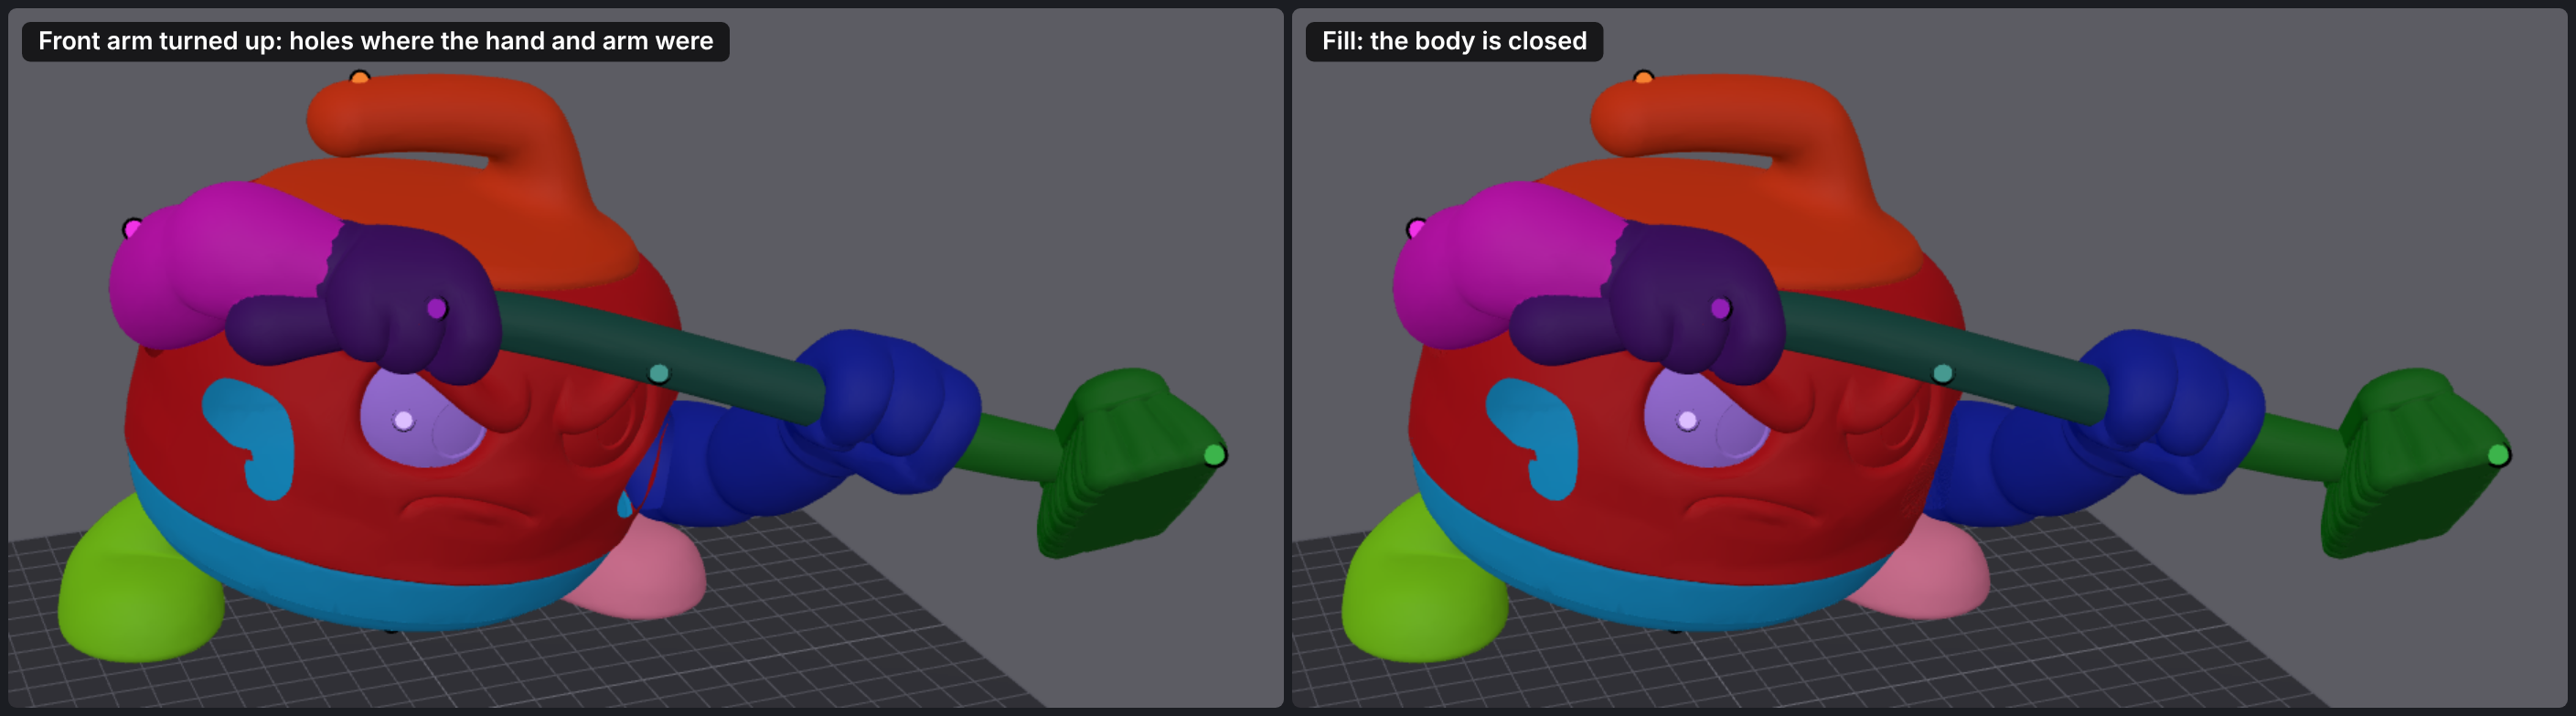 Front arm turned up: holes where the hand and arm were
Fill: the body is closed